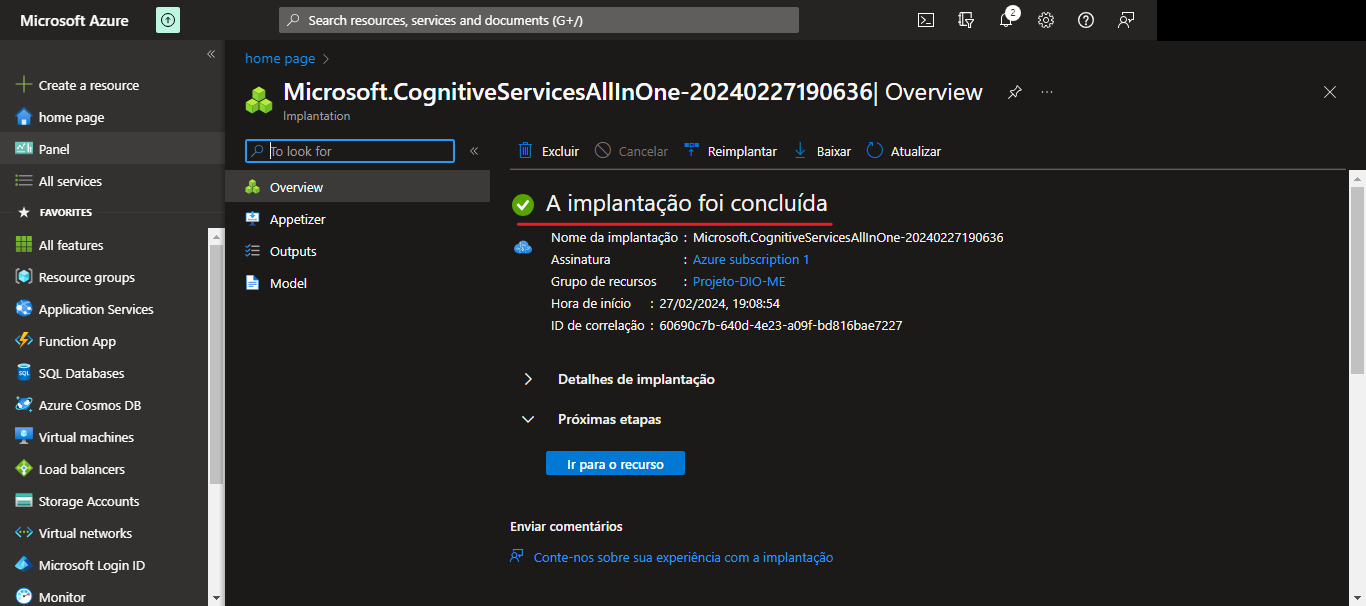 Microsoft Azure
Search resources, services and documents (G+/)
2
«
Create a resource
home page
Panel
All services
FAVORITES
All features
Resource groups
Application Services
Function App
SQL Databases
Azure Cosmos DB
Virtual machines
Load balancers
Storage Accounts
Virtual networks
Microsoft Login ID
Monitor
home page >
Microsoft.CognitiveServicesAllInOne-20240227190636| Overview
Implantation
To look for
«
Overview
Appetizer
Outputs
Model
Excluir Cancelar Reimplantar Baixar Atualizar
A implantação foi concluída
Nome da implantação : Microsoft.CognitiveServicesAllInOne-20240227190636
Assinatura : Azure subscription 1
Grupo de recursos : Projeto-DIO-ME
Hora de início : 27/02/2024, 19:08:54
ID de correlação : 60690c7b-640d-4e23-a09f-bd816bae7227
Detalhes de implantação
Próximas etapas
Ir para o recurso
Enviar comentários
Conte-nos sobre sua experiência com a implantação